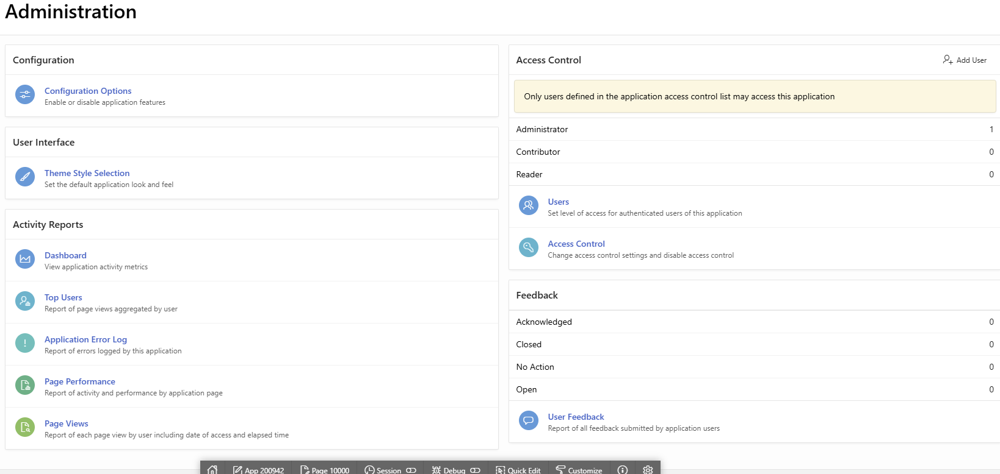 Administration
Configuration
Configuration Options
Enable or disable application features
User Interface
Theme Style Selection
Set the default application look and feel
Activity Reports
Dashboard
View application activity metrics
Top Users
Report of page views aggregated by user
Application Error Log
Report of errors logged by this application
Page Performance
Report of activity and performance by application page
Page Views
Report of each page view by user including date of access and elapsed time
Access Control
Add User
Only users defined in the application access control list may access this application
Administrator 1
Contributor 0
Reader 0
Users
Set level of access for authenticated users of this application
Access Control
Change access control settings and disable access control
Feedback
Acknowledged 0
Closed 0
No Action 0
Open 0
User Feedback
Report of all feedback submitted by application users
App 200942 Page 10000 Session Debug Quick Edit Customize